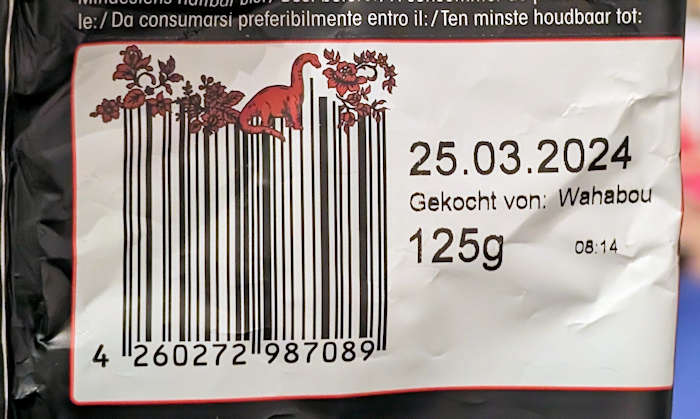 le:/ Da consumarsi preferibilmente entro il:/Ten minste houdbaar tot:
25.03.2024
Gekocht von: Wahabou
125g 08:14
4 260272 987089